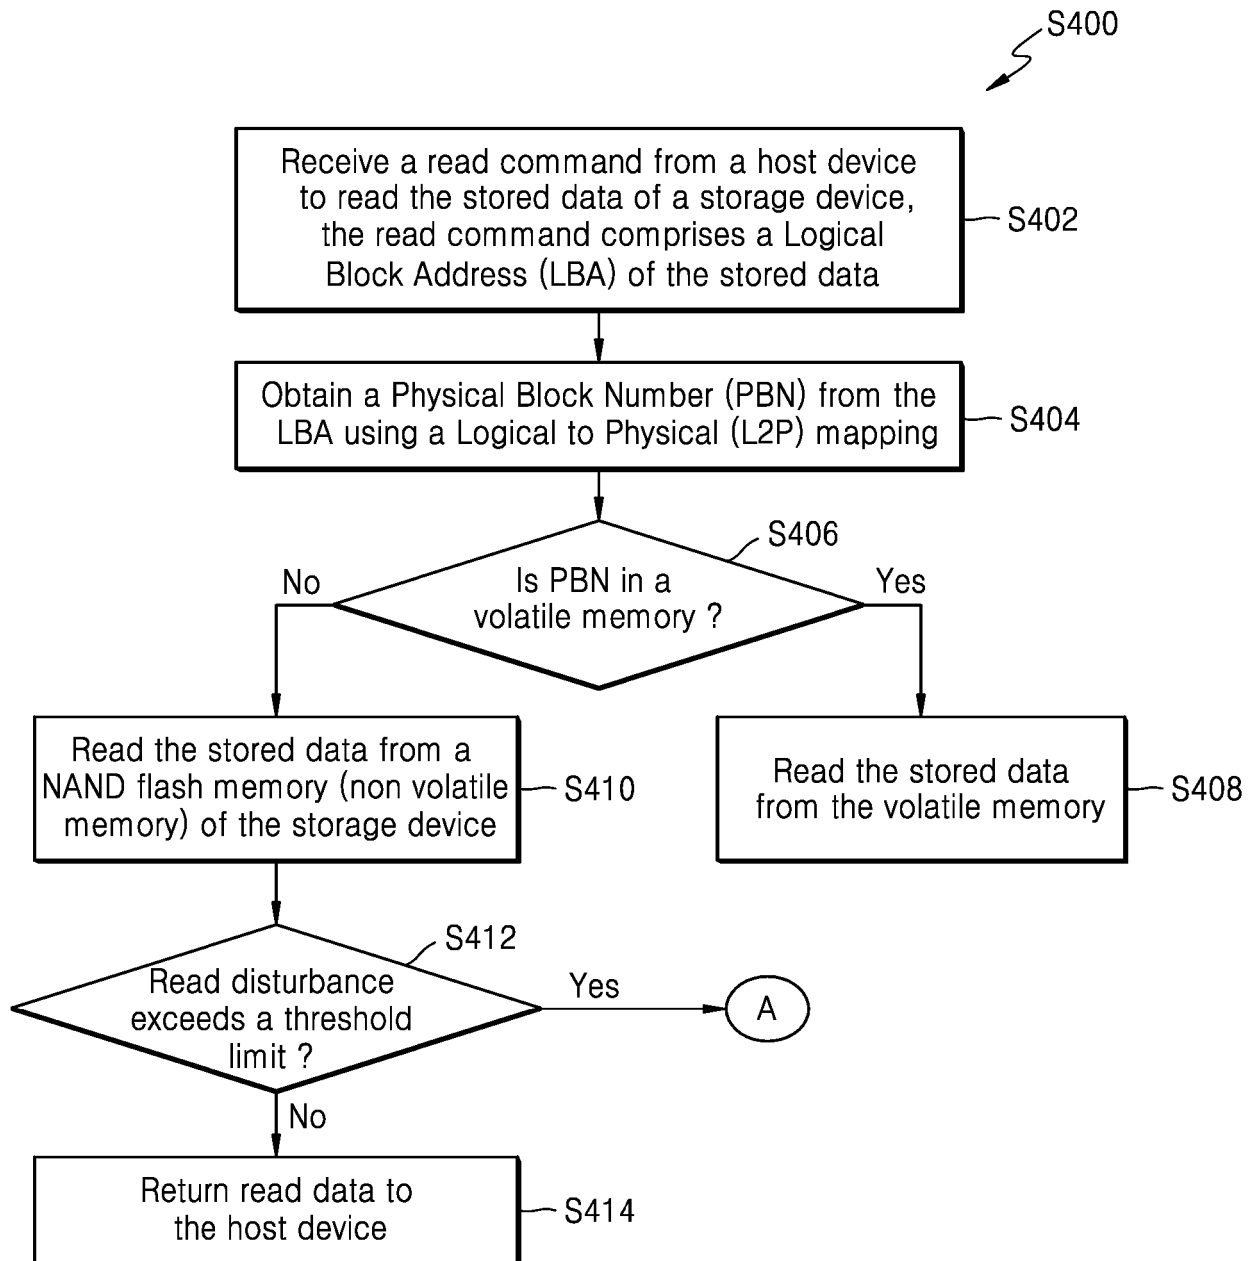 S400
Receive a read command from a host device
to read the stored data of a storage device,
the read command comprises a Logical
Block Address (LBA) of the stored data
S402
Obtain a Physical Block Number (PBN) from the
LBA using a Logical to Physical (L2P) mapping
S404
S406
Is PBN in a
volatile memory ?
No
Yes
Read the stored data from a
NAND flash memory (non volatile
memory) of the storage device
S410
Read the stored data
from the volatile memory
S408
S412
Read disturbance
exceeds a threshold
limit ?
Yes
A
No
Return read data to
the host device
S414